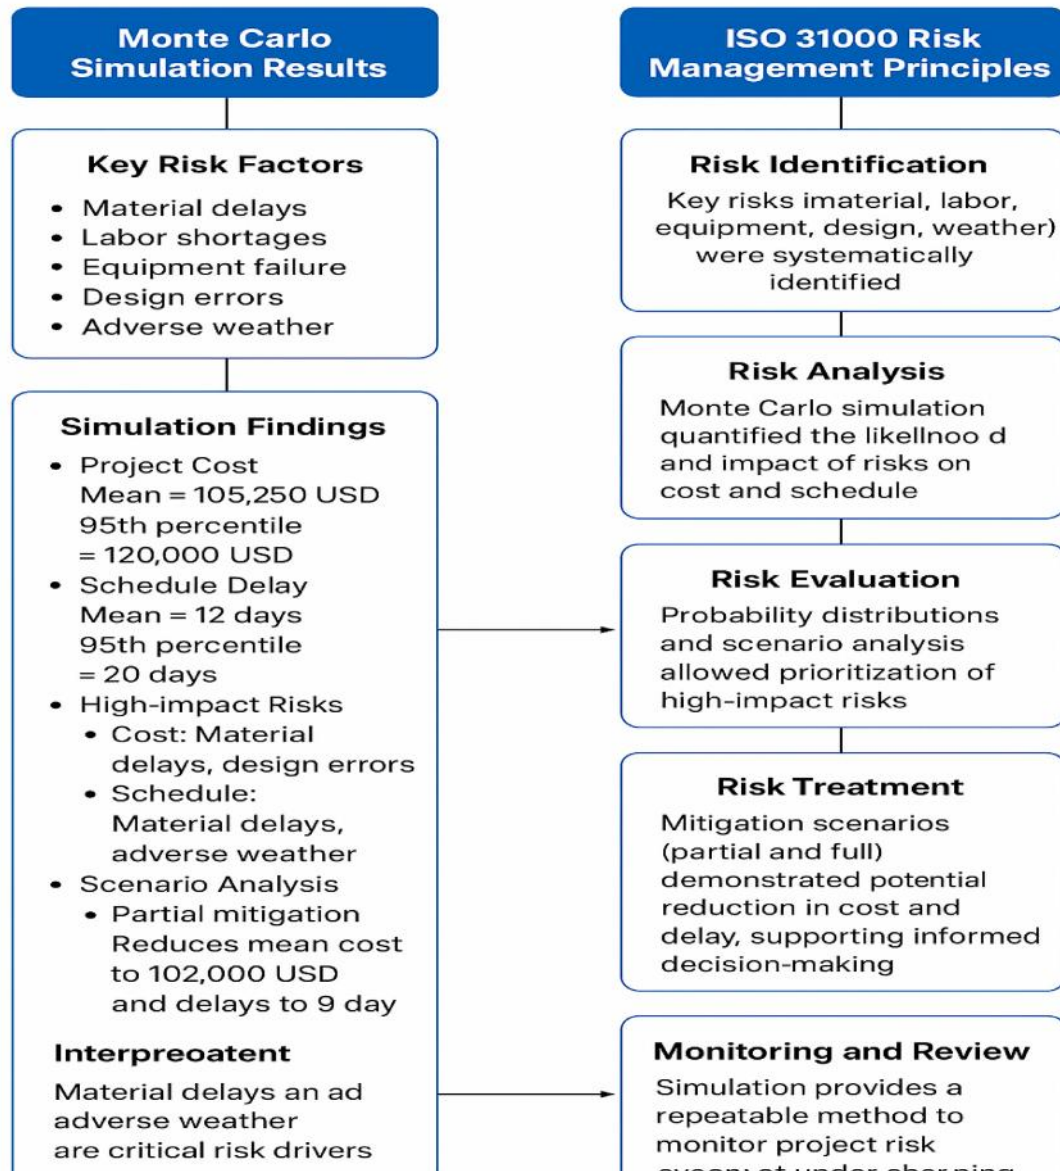 Monte Carlo
Simulation Results
Key Risk Factors
• Material delays
• Labor shortages
• Equipment failure
• Design errors
• Adverse weather
Simulation Findings
• Project Cost
Mean = 105,250 USD
95th percentile
= 120,000 USD
• Schedule Delay
Mean = 12 days
95th percentile
= 20 days
• High-impact Risks
• Cost: Material
delays, design errors
• Schedule:
Material delays,
adverse weather
• Scenario Analysis
• Partial mitigation
Reduces mean cost
to 102,000 USD
and delays to 9 day
Interpreoatent
Material delays an ad
adverse weather
are critical risk drivers
ISO 31000 Risk
Management Principles
Risk Identification
Key risks imaterial, labor,
equipment, design, weather)
were systematically
identified
Risk Analysis
Monte Carlo simulation
quantified the likellnoo d
and impact of risks on
cost and schedule
Risk Evaluation
Probability distributions
and scenario analysis
allowed prioritization of
high-impact risks
Risk Treatment
Mitigation scenarios
(partial and full)
demonstrated potential
reduction in cost and
delay, supporting informed
decision-making
Monitoring and Review
Simulation provides a
repeatable method to
monitor project risk